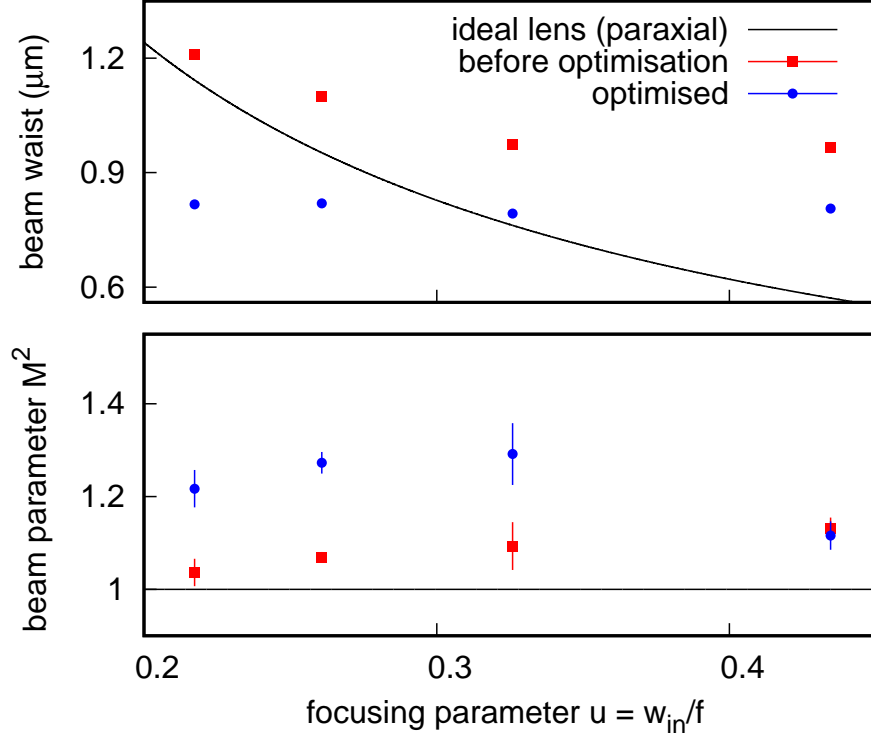 ideal lens (paraxial)
before optimisation
optimised
beam waist (μm)
1.2
0.9
0.6
beam parameter M²
1.4
1.2
1
0.2
0.3
0.4
focusing parameter u = w_in/f